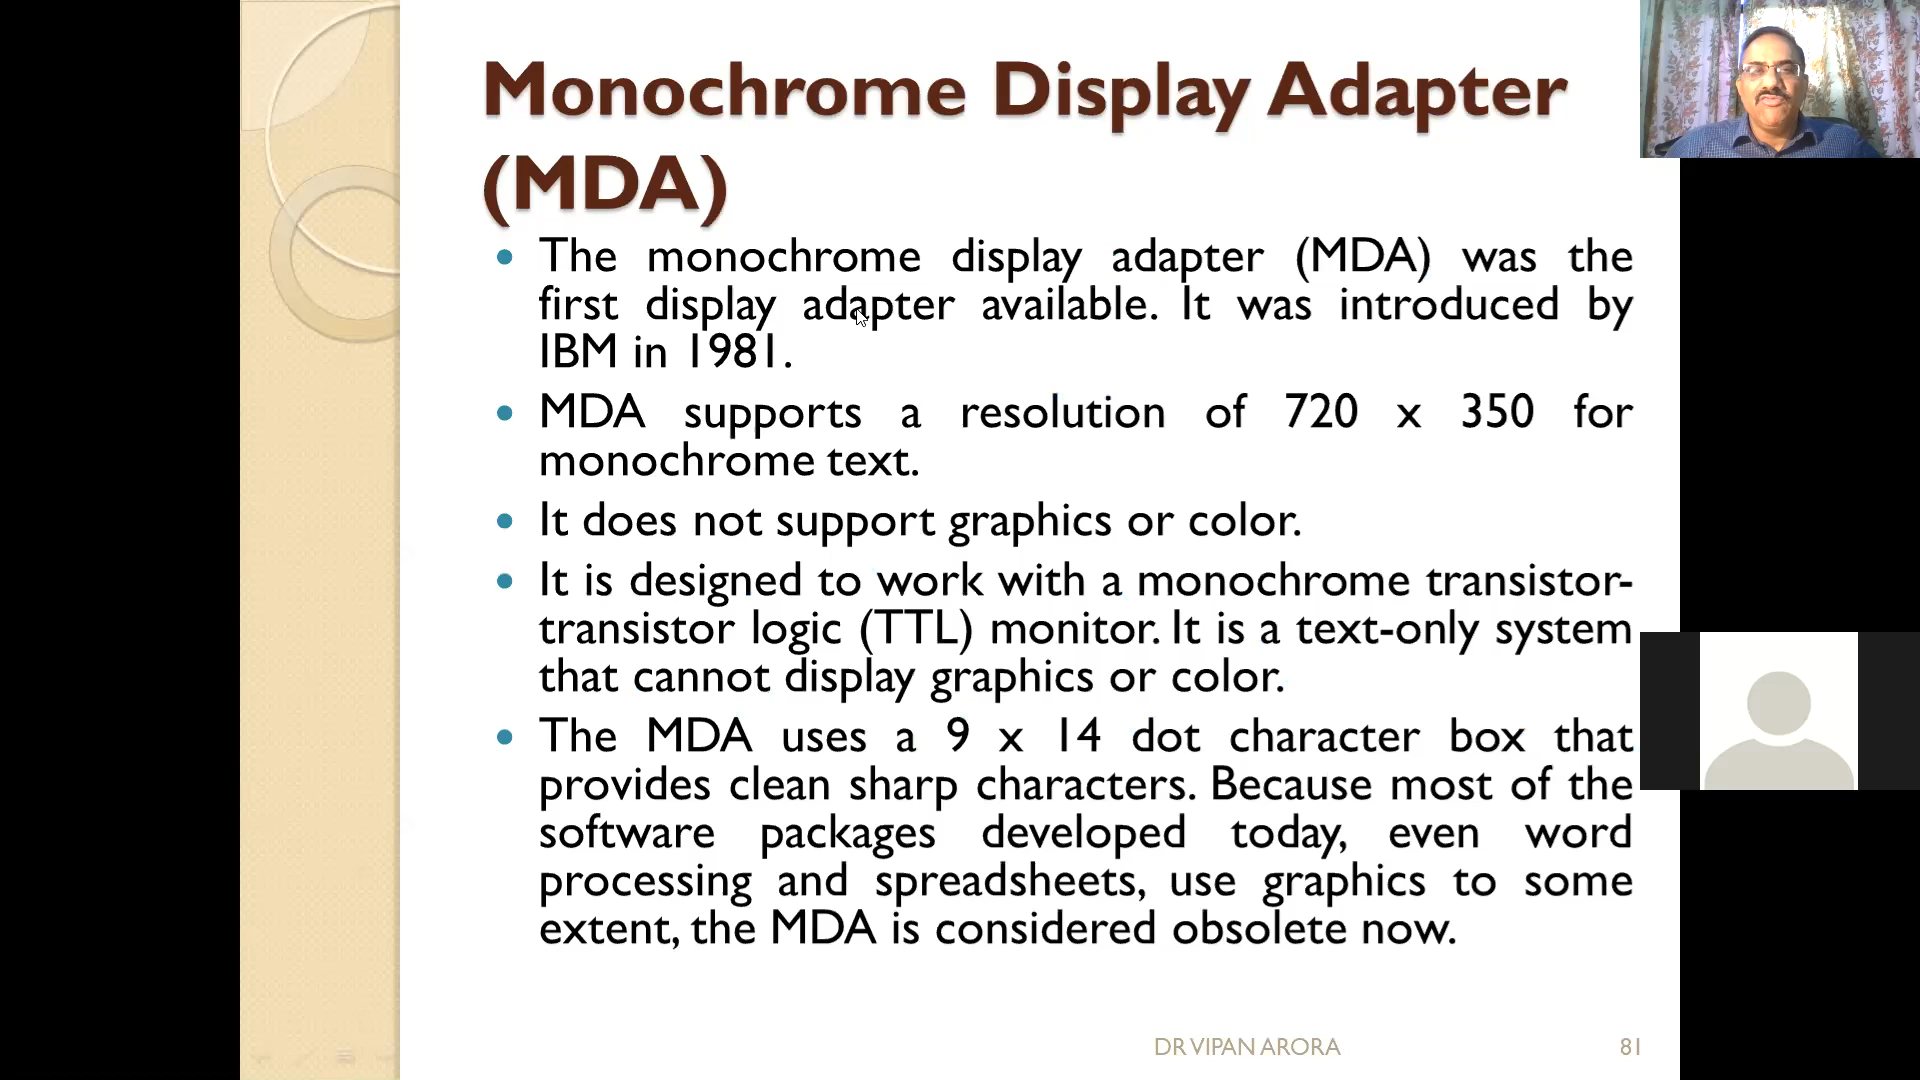 Monochrome Display Adapter
(MDA)
• The monochrome display adapter (MDA) was the
first display adapter available. It was introduced by
IBM in 1981.
• MDA supports a resolution of 720 x 350 for
monochrome text.
• It does not support graphics or color.
• It is designed to work with a monochrome transistor-
transistor logic (TTL) monitor. It is a text-only system
that cannot display graphics or color.
• The MDA uses a 9 x 14 dot character box that
provides clean sharp characters. Because most of the
software packages developed today, even word
processing and spreadsheets, use graphics to some
extent, the MDA is considered obsolete now.
DR VIPAN ARORA 81